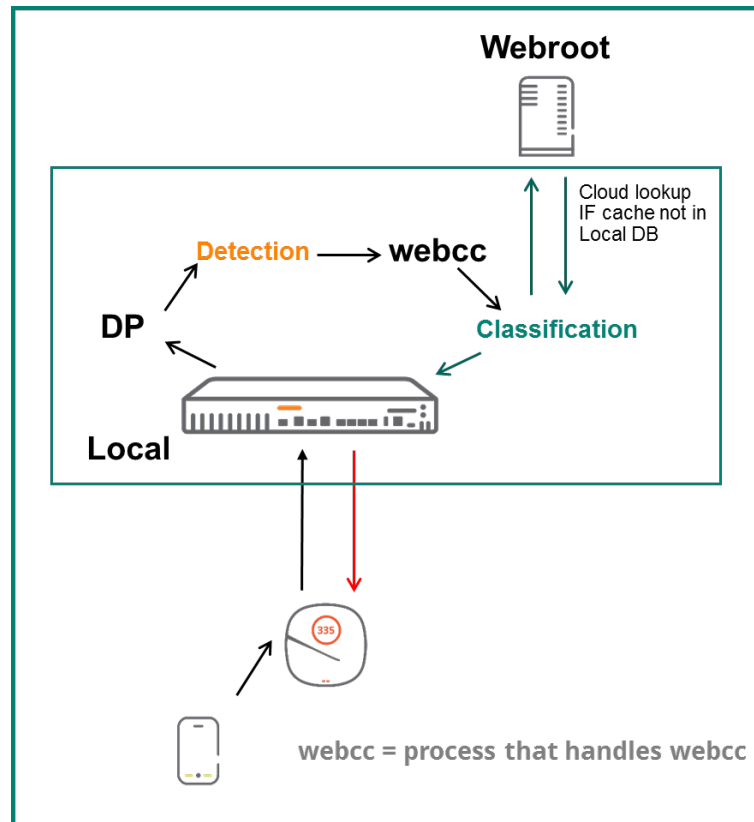 Webroot
Cloud lookup
IF cache not in
Local DB
Detection
webcc
DP
Classification
Local
335
webcc = process that handles webcc